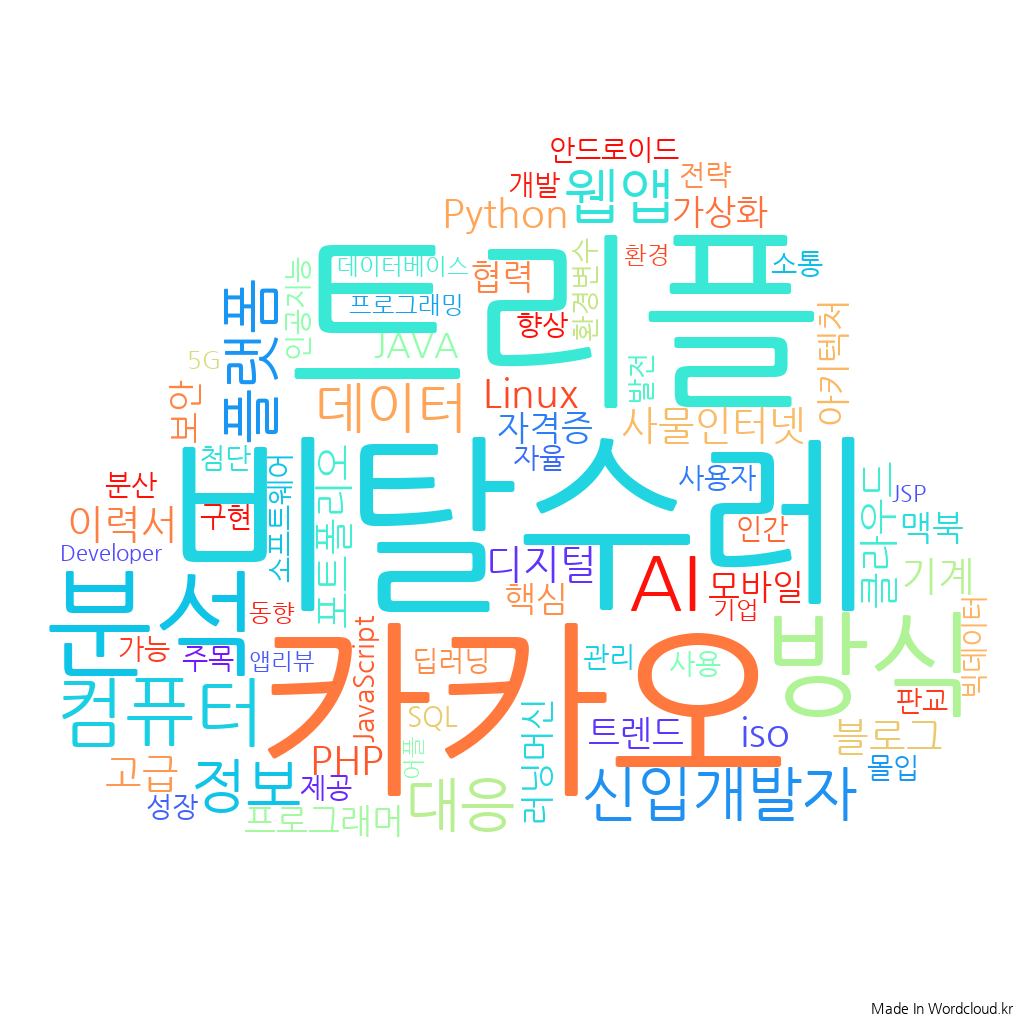 안드로이드
개발
웹앱
전략
Python
가상화
트리플
데이터베이스
협력
환경변수
환경
소통
인공지능
프로그래밍
플랫폼
향상
JAVA
5G
발전
아키텍처
보안
데이터
Linux
자격증
사물인터넷
첨단
자율
비탈수레
사용자
분산
소프트웨어
포트폴리오
클라우드
JSP
이력서
구현
인간
맥북
Developer
디지털
AI
모바일
기계
분석
핵심
기업
동향
방식
빅데이터
가능
주목
앱리뷰
JavaScript
카카오
딥러닝
관리
사용
컴퓨터
SQL
판교
러닝머신
트렌드
iso
블로그
PHP
어플
고급
정보
제공
몰입
성장
대응
신입개발자
프로그래머
Made In Wordcloud.kr